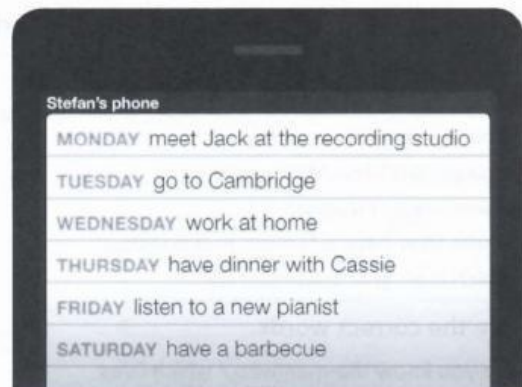 Stefan's phone
MONDAY meet Jack at the recording studio
TUESDAY go to Cambridge
WEDNESDAY work at home
THURSDAY have dinner with Cassie
FRIDAY listen to a new pianist
SATURDAY have a barbecue